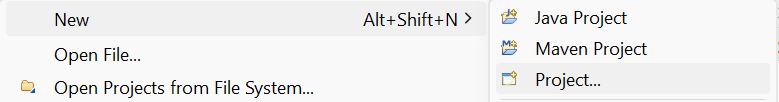 New Alt+Shift+N
Open File...
Open Projects from File System...
Java Project
Maven Project
Project...